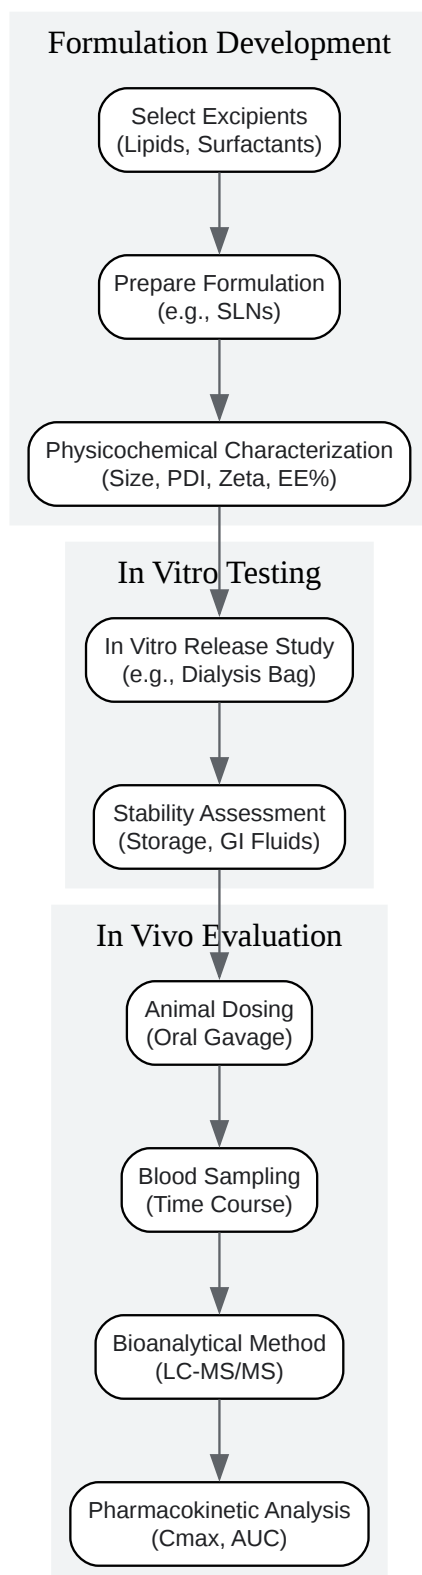 Formulation Development
Select Excipients
(Lipids, Surfactants)
Prepare Formulation
(e.g., SLNs)
Physicochemical Characterization
(Size, PDI, Zeta, EE%)
In Vitro Testing
In Vitro Release Study
(e.g., Dialysis Bag)
Stability Assessment
(Storage, GI Fluids)
In Vivo Evaluation
Animal Dosing
(Oral Gavage)
Blood Sampling
(Time Course)
Bioanalytical Method
(LC-MS/MS)
Pharmacokinetic Analysis
(Cmax, AUC)